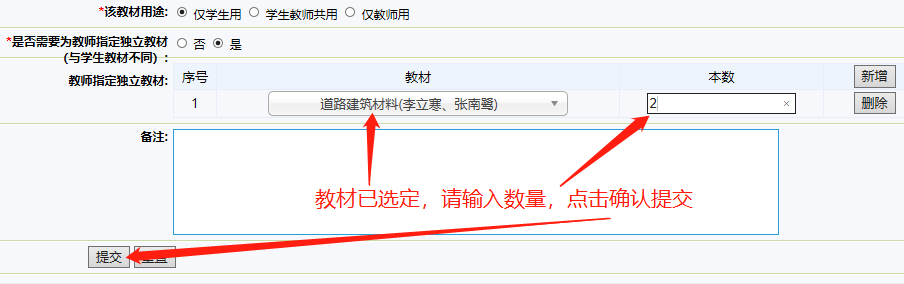 *该教材用途: 仅学生用 学生教师共用 仅教师用
*是否需要为教师指定独立教材 否 是
(与学生教材不同):
教师指定独立教材: 序号 教材 本数 新增
1 道路建筑材料(李立寒、张南鹭) 2 × 删除
备注:
教材已选定，请输入数量，点击确认提交
提交 重置